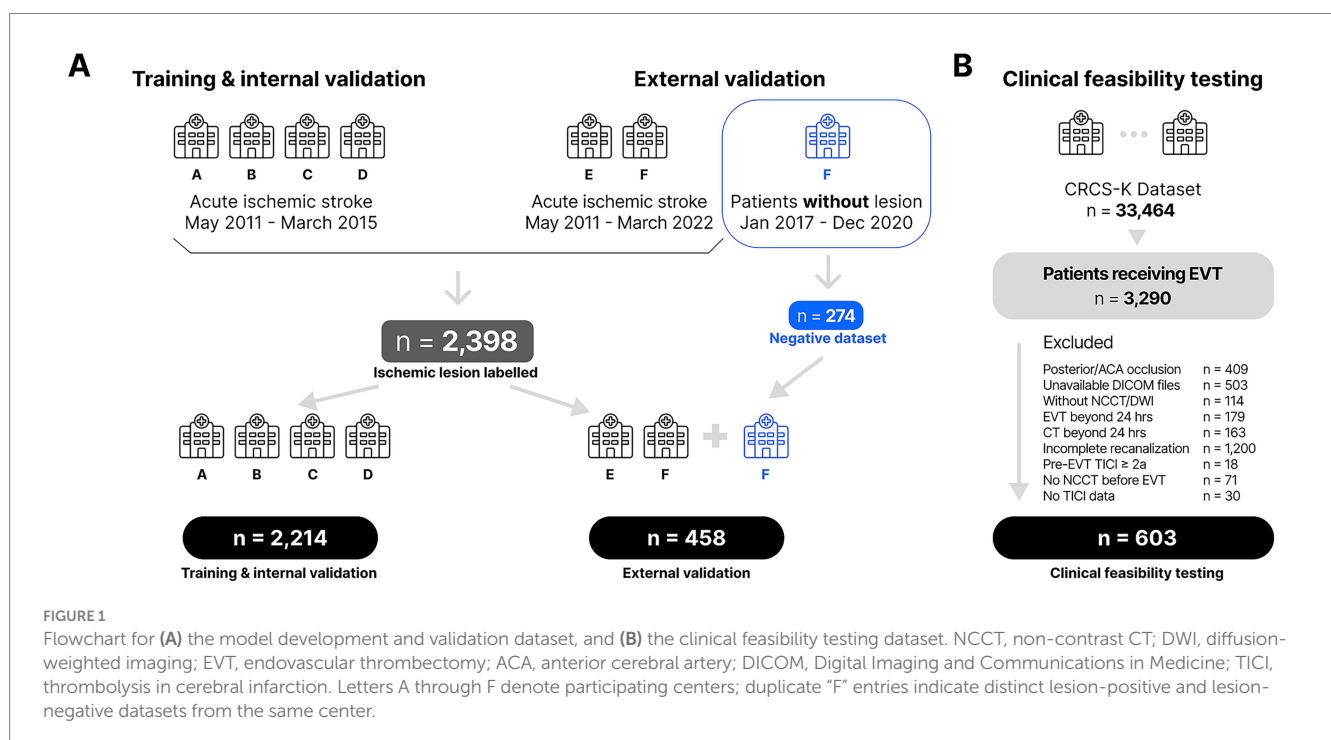 A
Training & internal validation
External validation
A
B
C
D
E
F
F
Acute ischemic stroke
May 2011 - March 2015
Acute ischemic stroke
May 2011 - March 2022
Patients without lesion
Jan 2017 - Dec 2020
n = 2,398
Ischemic lesion labelled
n = 274
Negative dataset
A
B
C
D
E
F
F
n = 2,214
Training & internal validation
n = 458
External validation
B
Clinical feasibility testing
CRCS-K Dataset
n = 33,464
Patients receiving EVT
n = 3,290
Excluded
Posterior/ACA occlusion n = 409
Unavailable DICOM files n = 503
Without NCCT/DWI n = 114
EVT beyond 24 hrs n = 179
CT beyond 24 hrs n = 163
Incomplete recanalization n = 1,200
Pre-EVT TICI ≥ 2a n = 18
No NCCT before EVT n = 71
No TICI data n = 30
n = 603
Clinical feasibility testing
FIGURE 1
Flowchart for (A) the model development and validation dataset, and (B) the clinical feasibility testing dataset. NCCT, non-contrast CT; DWI, diffusion-
weighted imaging; EVT, endovascular thrombectomy; ACA, anterior cerebral artery; DICOM, Digital Imaging and Communications in Medicine; TICI,
thrombolysis in cerebral infarction. Letters A through F denote participating centers; duplicate “F” entries indicate distinct lesion-positive and lesion-
negative datasets from the same center.